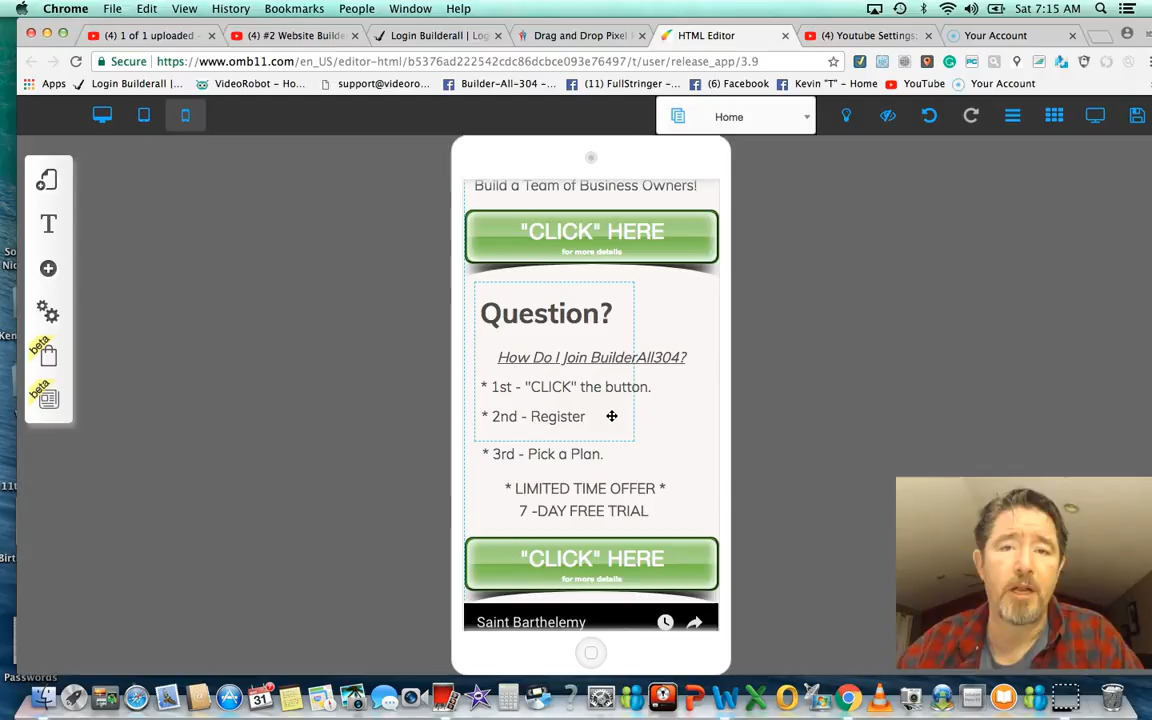 Chrome File Edit View History Bookmarks People Window Help Sat 7:15 AM
(4) 1 of 1 uploaded - (4) #2 Website Builde Login Builderall | Log Drag and Drop Pixel HTML Editor (4) Youtube Settings: Your Account
Secure https://www.omb11.com/en_US/editor-html/b5376ad222542cdc86dcbce093e76497/t/user/release_app/3.9
Apps Login Builderall | L... VideoRobot - Ho... support@videoro... Builder-All-304 -... (11) FullStringer -... (6) Facebook Kevin "T" - Home YouTube Your Account
Home
Build a Team of Business Owners!
"CLICK" HERE
for more details
Question?
How Do I Join BuilderAll304?
* 1st - "CLICK" the button.
* 2nd - Register
* 3rd - Pick a Plan.
* LIMITED TIME OFFER *
7 -DAY FREE TRIAL
"CLICK" HERE
for more details
Saint Barthelemy
T
beta
beta
Passwords
31